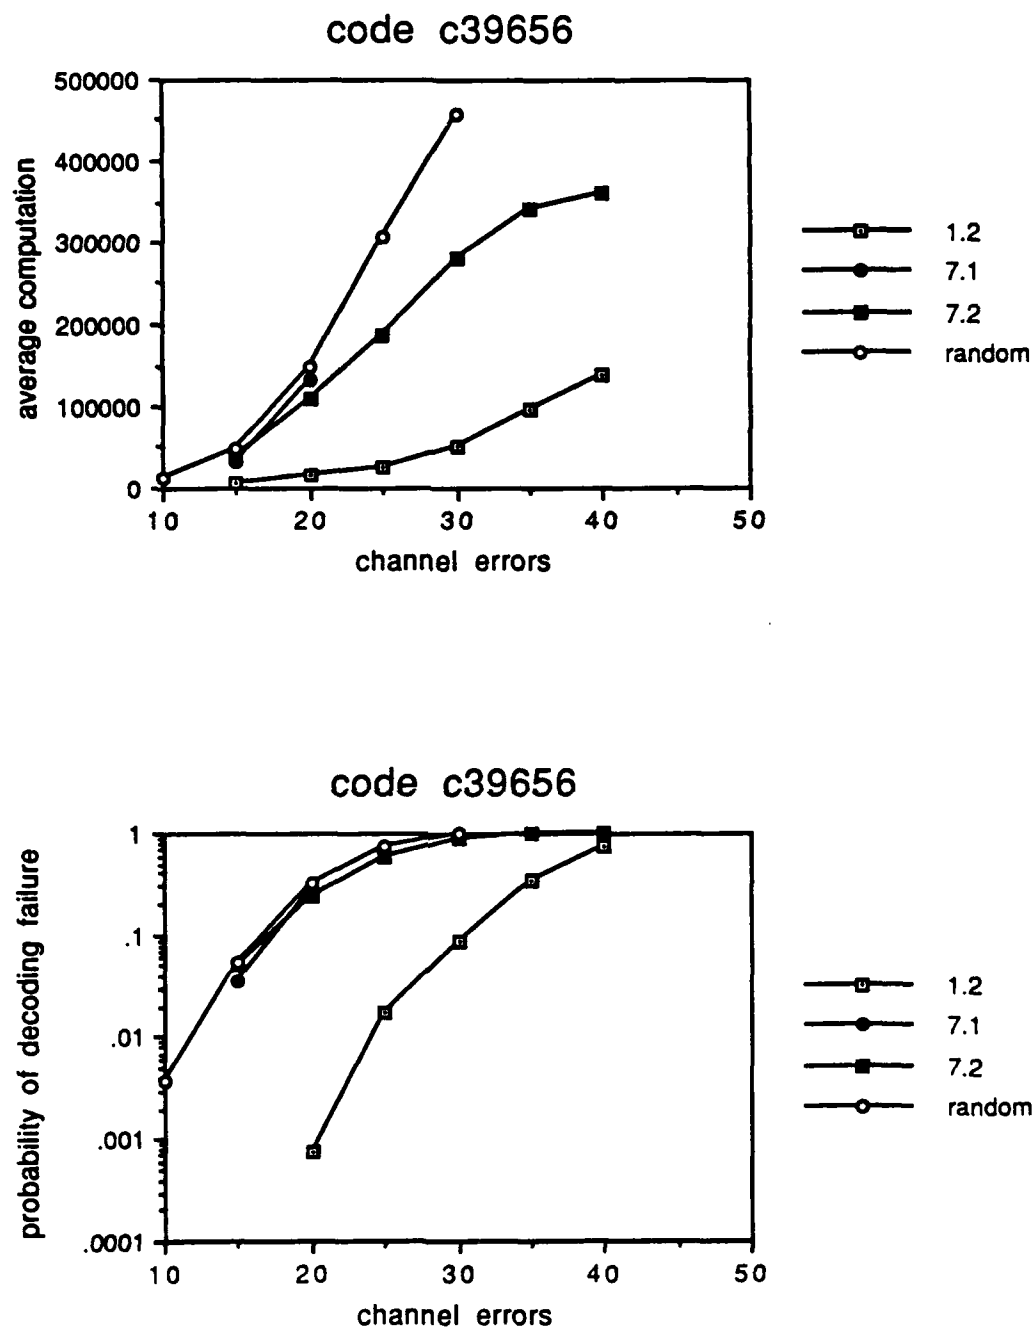 code c39656
500000
400000
300000
200000
100000
0
average computation
10 20 30 40 50
channel errors
1.2
7.1
7.2
random
code c39656
1
.1
.01
.001
.0001
probability of decoding failure
10 20 30 40 50
channel errors
1.2
7.1
7.2
random